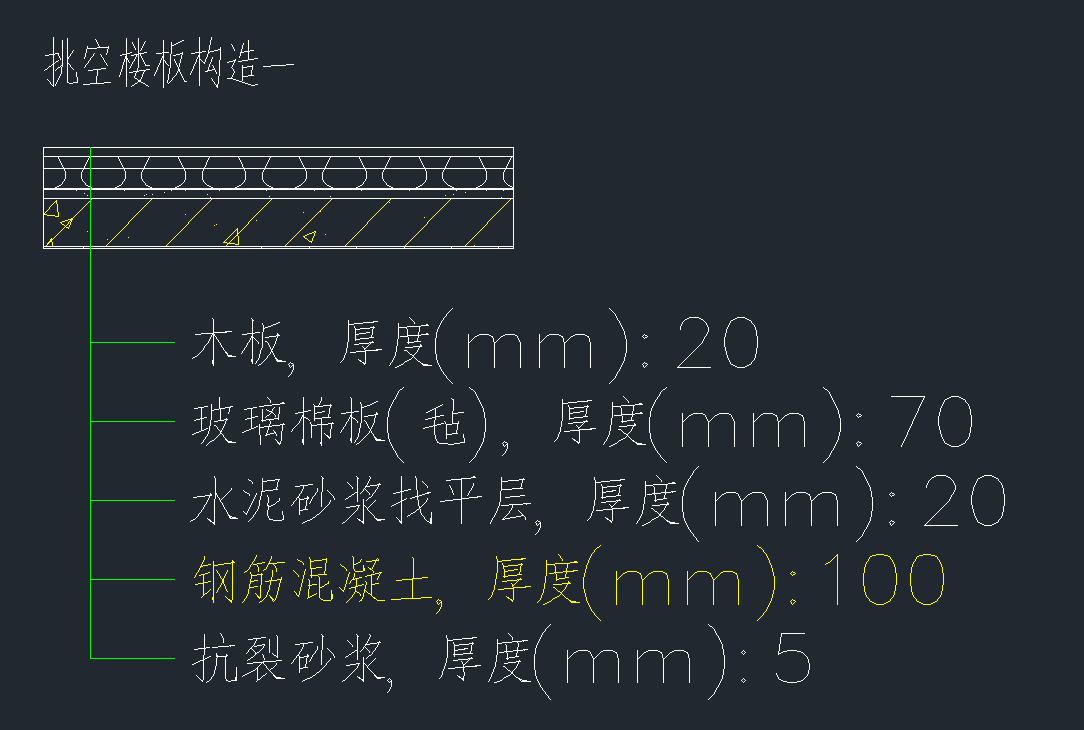 挑空楼板构造一
木板, 厚度(mm): 20
玻璃棉板(毡), 厚度(mm): 70
水泥砂浆找平层, 厚度(mm): 20
钢筋混凝土, 厚度(mm): 100
抗裂砂浆, 厚度(mm): 5